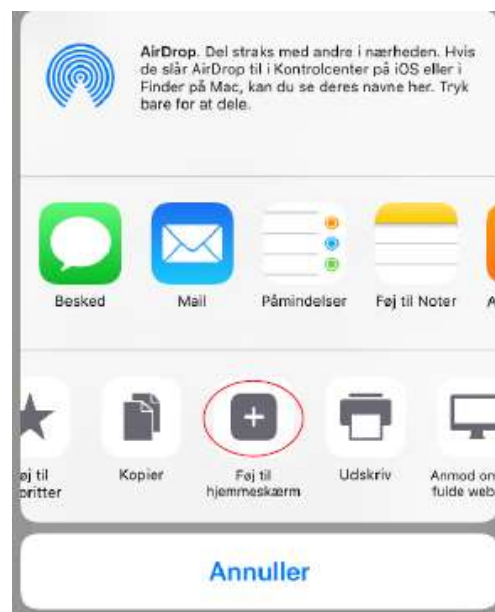 AirDrop. Del straks med andre i nærheden. Hvis
de slår AirDrop til i Kontrolcenter på iOS eller i
Finder på Mac, kan du se deres navne her. Tryk
bare for at dele.
Besked
Mail
Påmindelser
Føj til Noter
A
øj til
oritter
Kopier
Føj til
hjemmeskærm
Udskriv
Anmod om
fulde web
Annuller